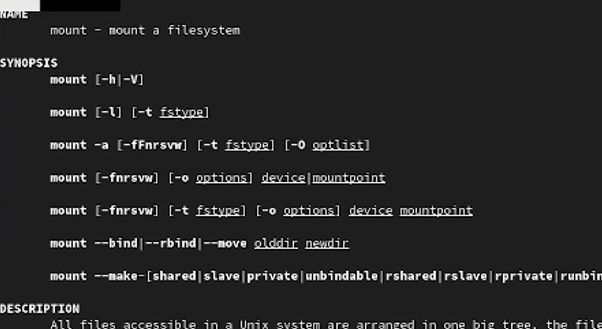 NAME
mount - mount a filesystem
SYNOPSIS
mount [-h|-V]
mount [-l] [-t fstype]
mount -a [-fFnrsvw] [-t fstype] [-O optlist]
mount [-fnrsvw] [-o options] device|mountpoint
mount [-fnrsvw] [-t fstype] [-o options] device mountpoint
mount --bind|--rbind|--move olddir newdir
mount --make-[shared|slave|private|unbindable|rshared|rslave|rprivate|runbin
DESCRIPTION
All files accessible in a Unix system are arranged in one big tree, the file